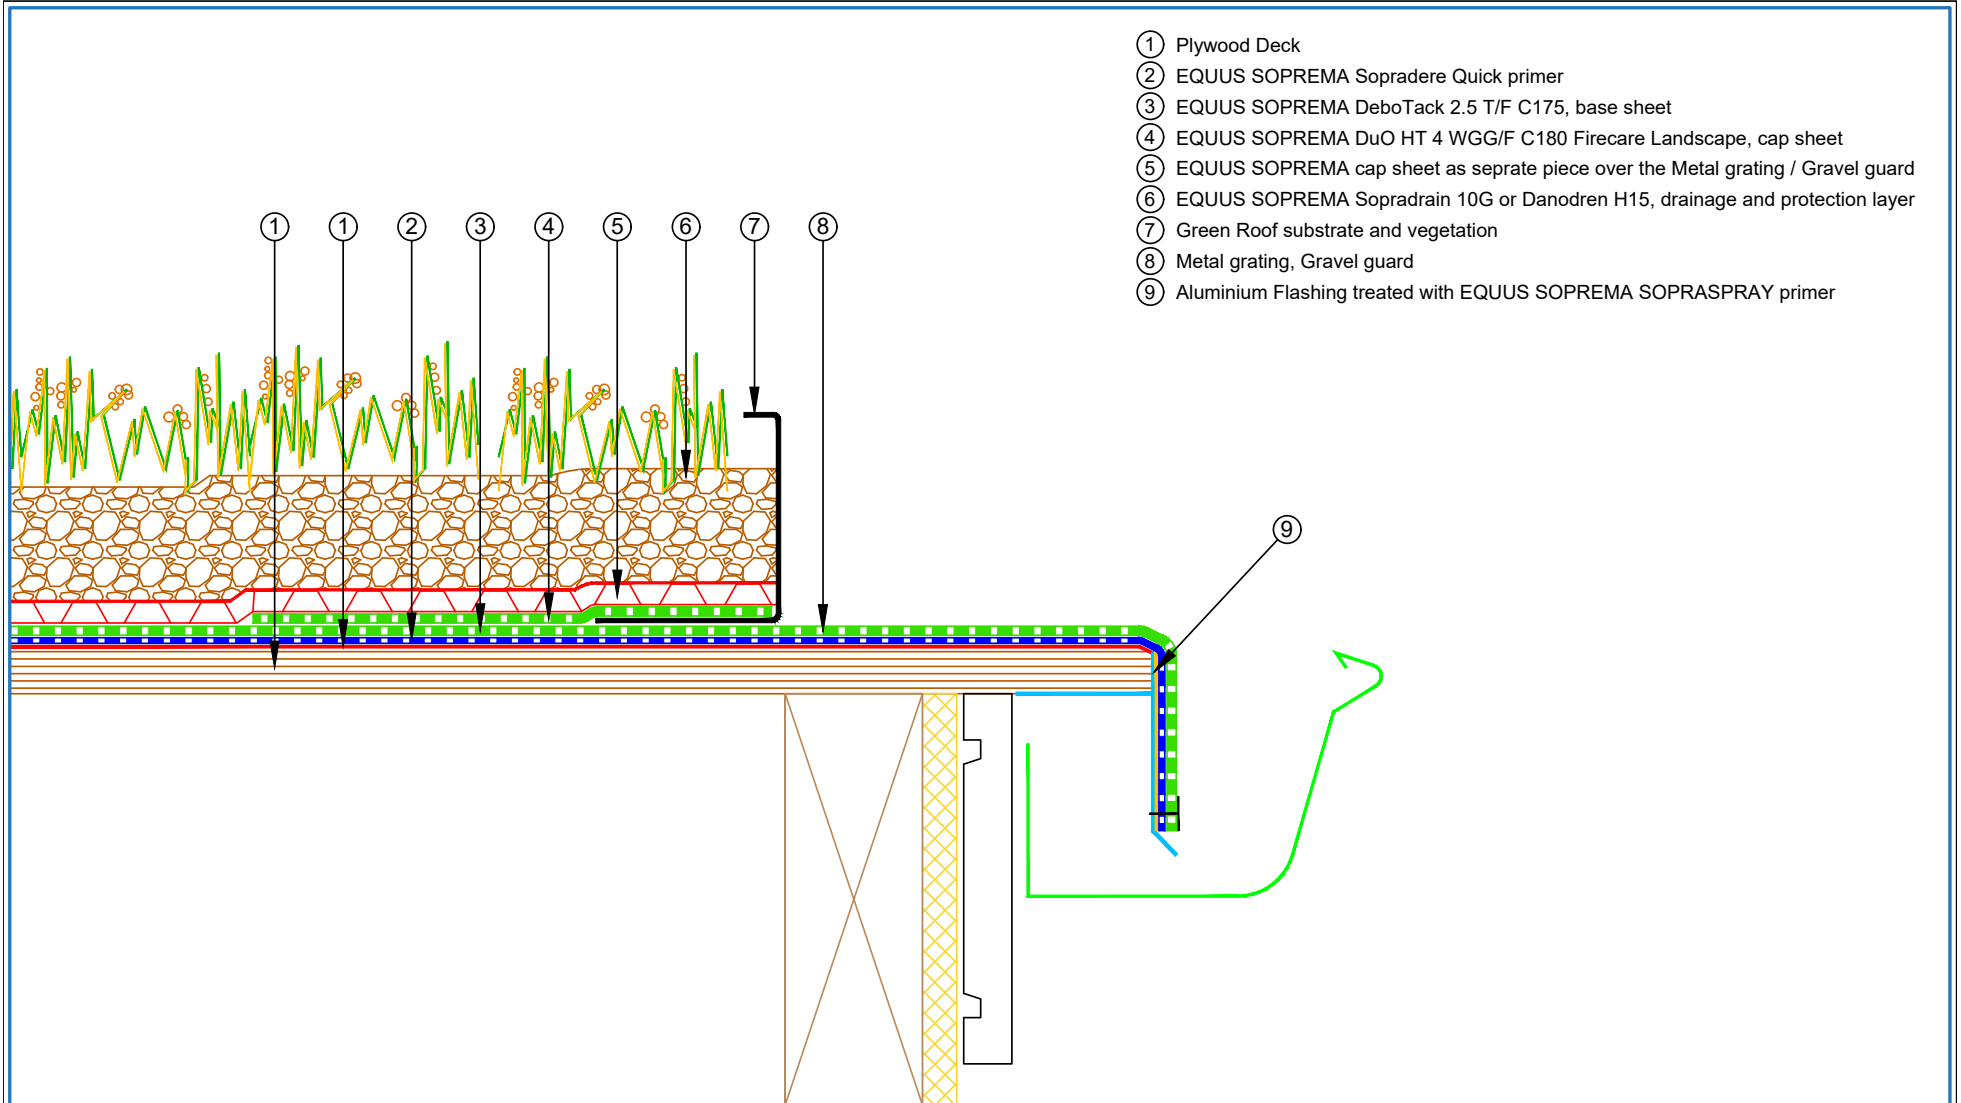 ① Plywood Deck
② EQUUS SOPREMA Sopradere Quick primer
③ EQUUS SOPREMA DeboTack 2.5 T/F C175, base sheet
④ EQUUS SOPREMA DuO HT 4 WGG/F C180 Firecare Landscape, cap sheet
⑤ EQUUS SOPREMA cap sheet as seprate piece over the Metal grating / Gravel guard
⑥ EQUUS SOPREMA Sopradrain 10G or Danodren H15, drainage and protection layer
⑦ Green Roof substrate and vegetation
⑧ Metal grating, Gravel guard
⑨ Aluminium Flashing treated with EQUUS SOPREMA SOPRASPRAY primer
① ① ② ③ ④ ⑤ ⑥ ⑦ ⑧
⑨